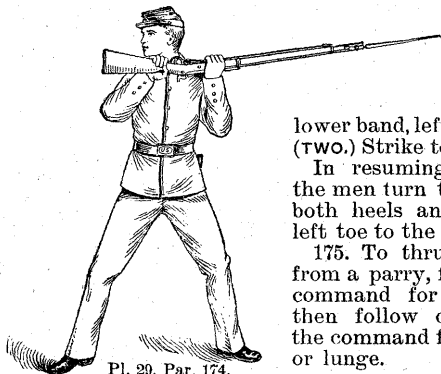 lower band, left
(TWO.) Strike to
In resuming
the men turn t
both heels an
left toe to the
175. To thru
from a parry, f
command for
then follow c
the command f
or lunge.
Pl. 29, Par. 174.